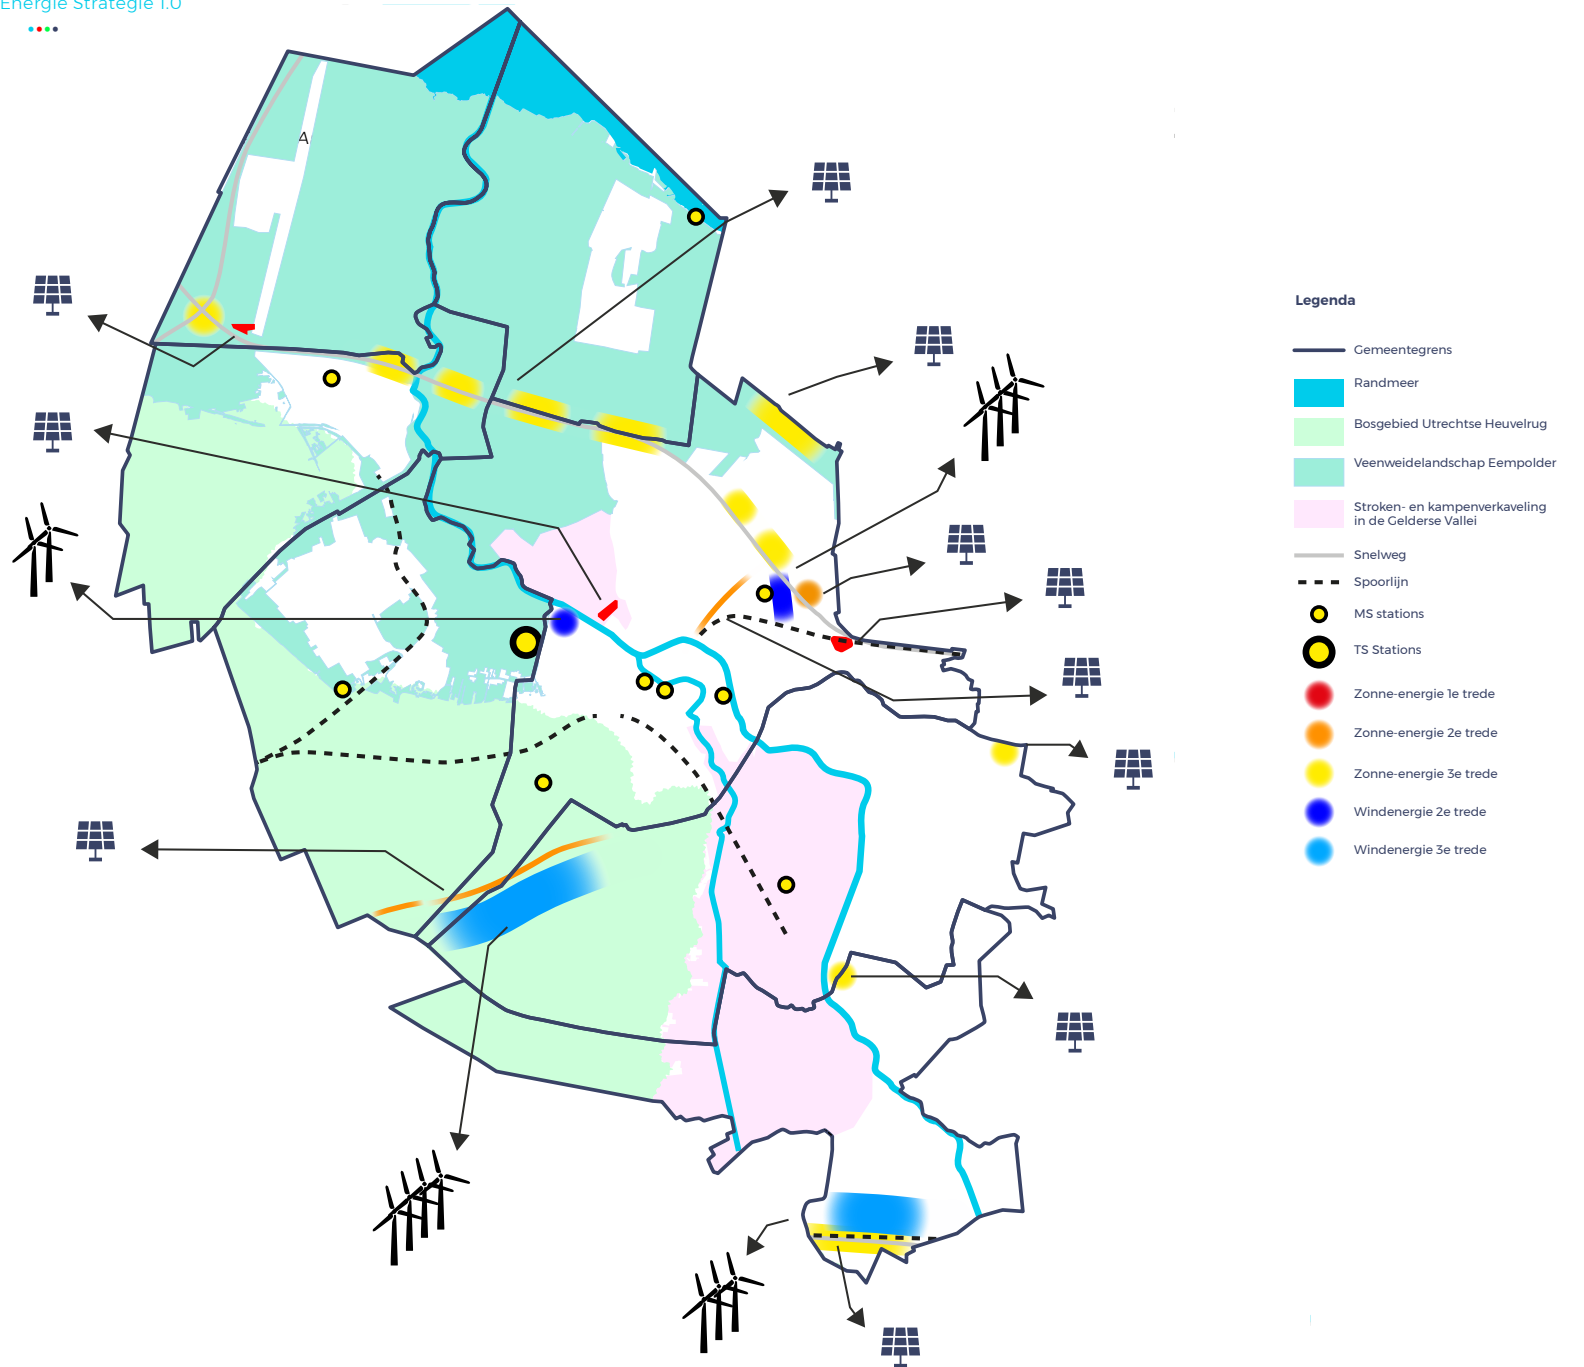 Energie Strategie 1.0
A
Legenda
Gemeentegrens
Randmeer
Bosgebied Utrechtse Heuvelrug
Veenweidelandschap Eempolder
Stroken- en kampenverkaveling
in de Gelderse Vallei
Snelweg
Spoorlijn
MS stations
TS Stations
Zonne-energie 1e trede
Zonne-energie 2e trede
Zonne-energie 3e trede
Windenergie 2e trede
Windenergie 3e trede